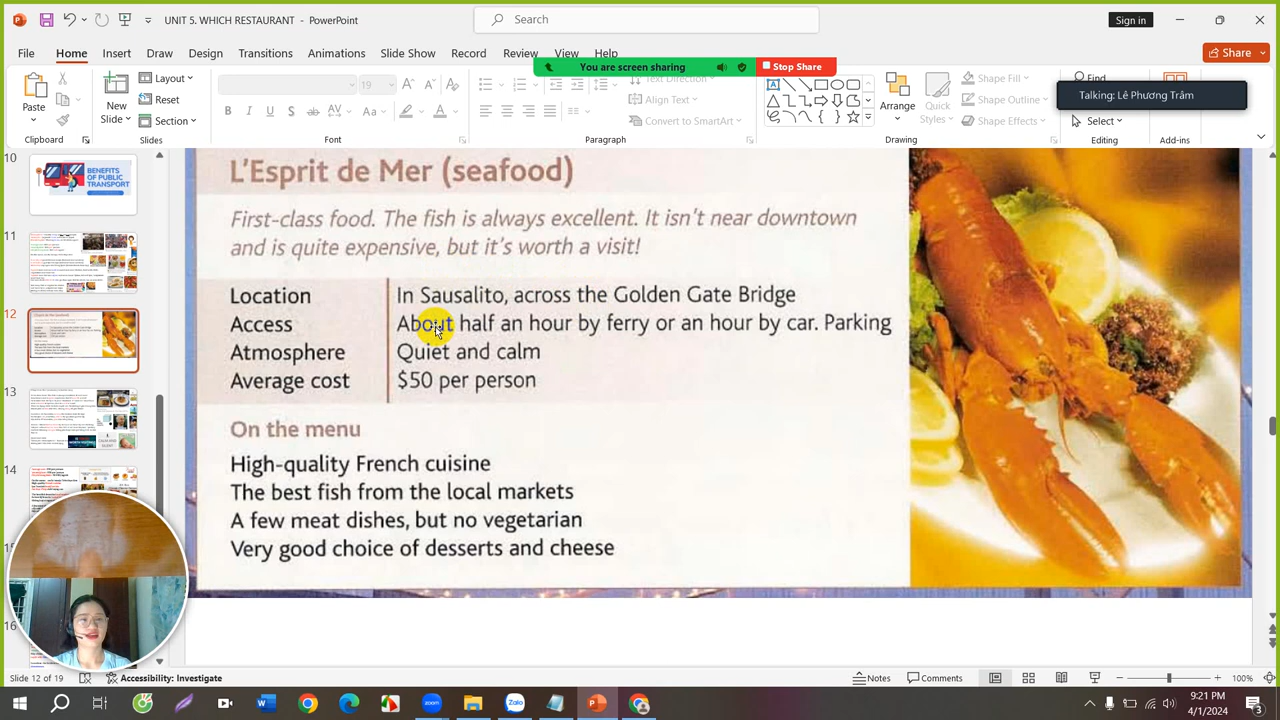 UNIT 5. WHICH RESTAURANT - PowerPoint
Search
Sign in
File Home Insert Draw Design Transitions Animations Slide Show Record Review View Help
Share
You are screen sharing
Stop Share
Talking: Lê Phương Trâm
Paste
New Slide
Layout
Reset
Section
19
Text Direction
Align Text
Convert to SmartArt
Arrange
Quick Styles
Shape Fill
Shape Outline
Shape Effects
Find
Select
Clipboard
Slides
Font
Paragraph
Drawing
Editing
Add-ins
10
BENEFITS OF PUBLIC TRANSPORT
11
12
13
14
15
16
L'Esprit de Mer (seafood)
First-class food. The fish is always excellent. It isn't near downtown
and is quite expensive, but it's worth a visit!
Location In Sausalito, across the Golden Gate Bridge
Access About half an hour by ferry or an hour by car. Parking
Atmosphere Quiet and calm
Average cost $50 per person
On the menu
High-quality French cuisine
The best fish from the local markets
A few meat dishes, but no vegetarian
Very good choice of desserts and cheese
Slide 12 of 19
Accessibility: Investigate
Notes
Comments
100%
9:21 PM
4/1/2024
3